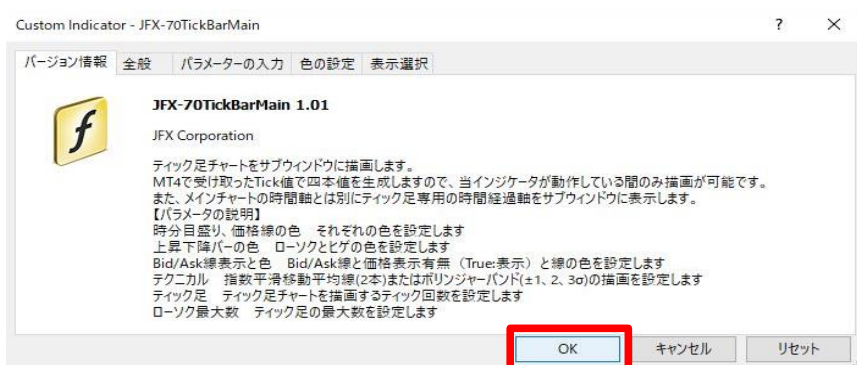 Custom Indicator - JFX-70TickBarMain ? ×
バージョン情報 全般 パラメーターの入力 色の設定 表示選択
JFX-70TickBarMain 1.01
JFX Corporation
ティック足チャートをサブウィンドウに描画します。
MT4で受け取ったTick値で四本値を生成しますので、当インジケータが動作している間のみ描画が可能です。
また、メインチャートの時間軸とは別にティック足専用の時間経過軸をサブウィンドウに表示します。
【パラメータの説明】
時分目盛り、価格線の色 それぞれの色を設定します
上昇下降バーの色 ローソクとヒゲの色を設定します
Bid/Ask線表示と色 Bid/Ask線と価格表示有無（True:表示）と線の色を設定します
テクニカル 指数平滑移動平均線(2本)またはボリンジャーバンド(±1、2、3σ)の描画を設定します
ティック足 ティック足チャートを描画するティック回数を設定します
ローソク最大数 ティック足の最大数を設定します
OK キャンセル リセット